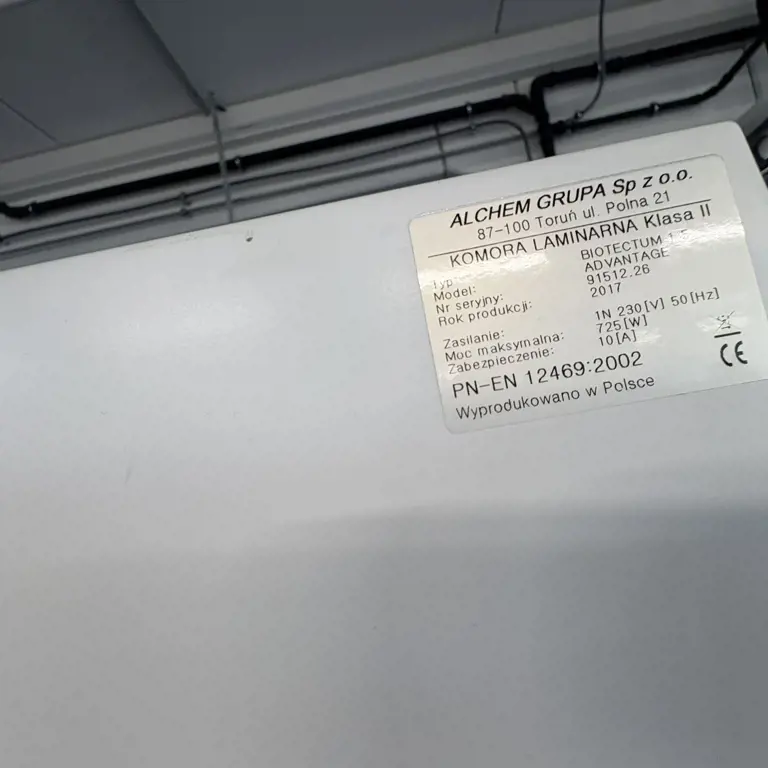 ALCHEM GRUPA Sp z o.o.
87-100 Toruń ul. Polna 21
KOMORA LAMINARNA Klasa II
Typ: BIOTECTUM
Model: ADVANTAGE
Nr seryjny: 91512.26
Rok produkcji: 2017
Zasilanie: 1N 230[V] 50[Hz]
Moc maksymalna: 725[W]
Zabezpieczenie: 10[A]
PN-EN 12469:2002
CE
Wyprodukowano w Polsce